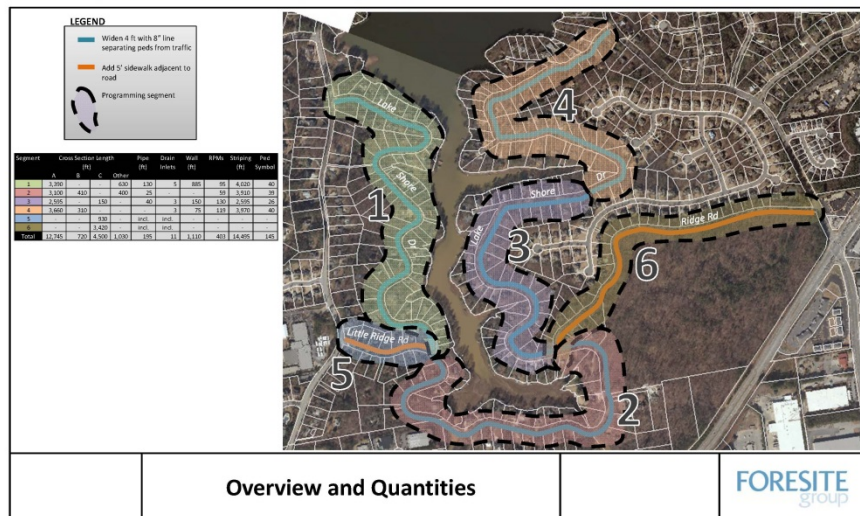 LEGEND
Widen 4 ft with 8" line
separating peds from traffic
Add 5' sidewalk adjacent to
road
Programming segment
Segment Cross Section Length (ft) Pipe (ft) Drain Inlets Wall (ft) RPMs Striping (ft) Ped Symbol
A B C Other
1 3,390 - - 630 130 5 885 95 4,020 40
2 3,100 410 - 400 25 - - 59 3,910 39
3 2,595 - 150 40 3 150 130 2,595 26
4 3,660 310 - - 3 75 119 3,970 40
5 - - 930 - incl. incl. - - - -
6 - - 3,420 - incl. incl. - - - -
Total 12,745 720 4,500 1,030 195 11 1,110 403 14,495 145
Lake
Shore
Dr
1
4
Dr
Shore
Lake
3
Ridge Rd
6
Little Ridge Rd
5
2
Overview and Quantities
FORESITE
group